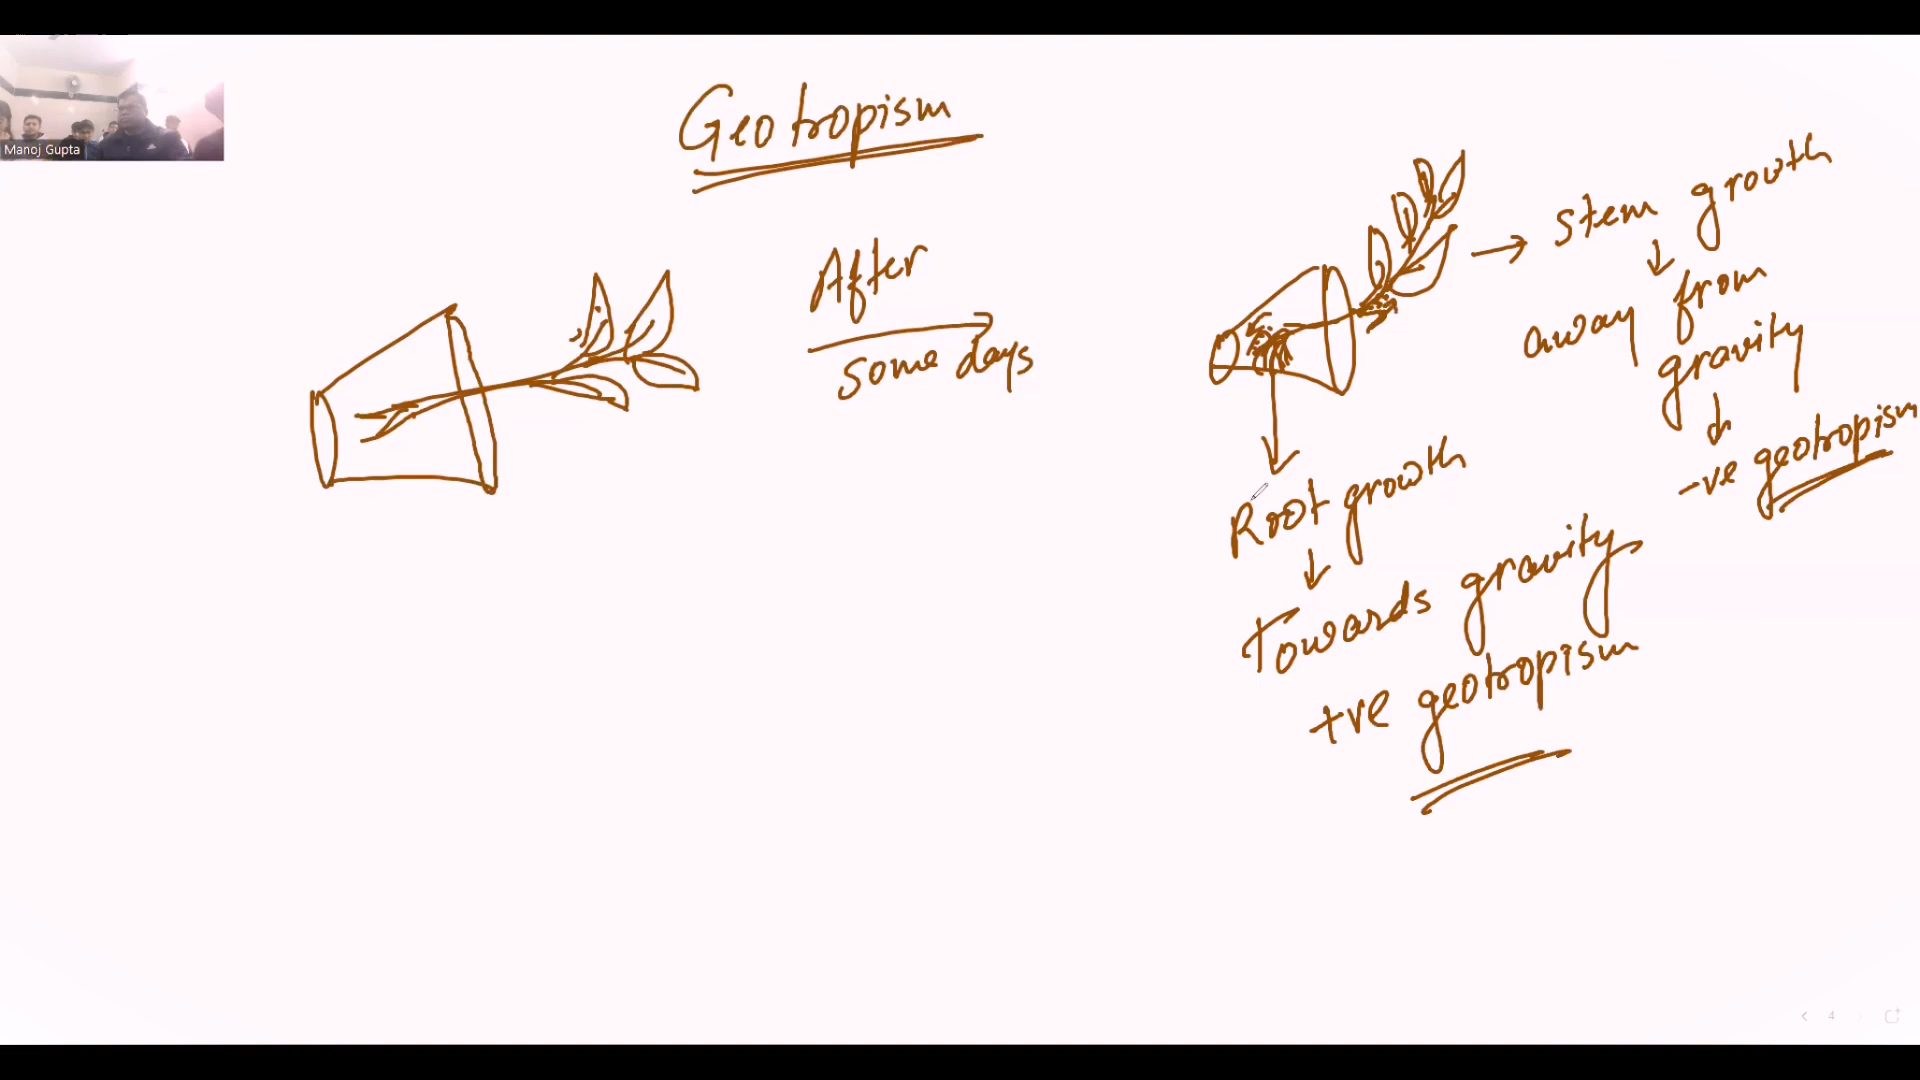 Manoj Gupta
Geotropism
After
some days
stem growth
away from
gravity
-ve geotropism
Root growth
Towards gravity
+ve geotropism
4